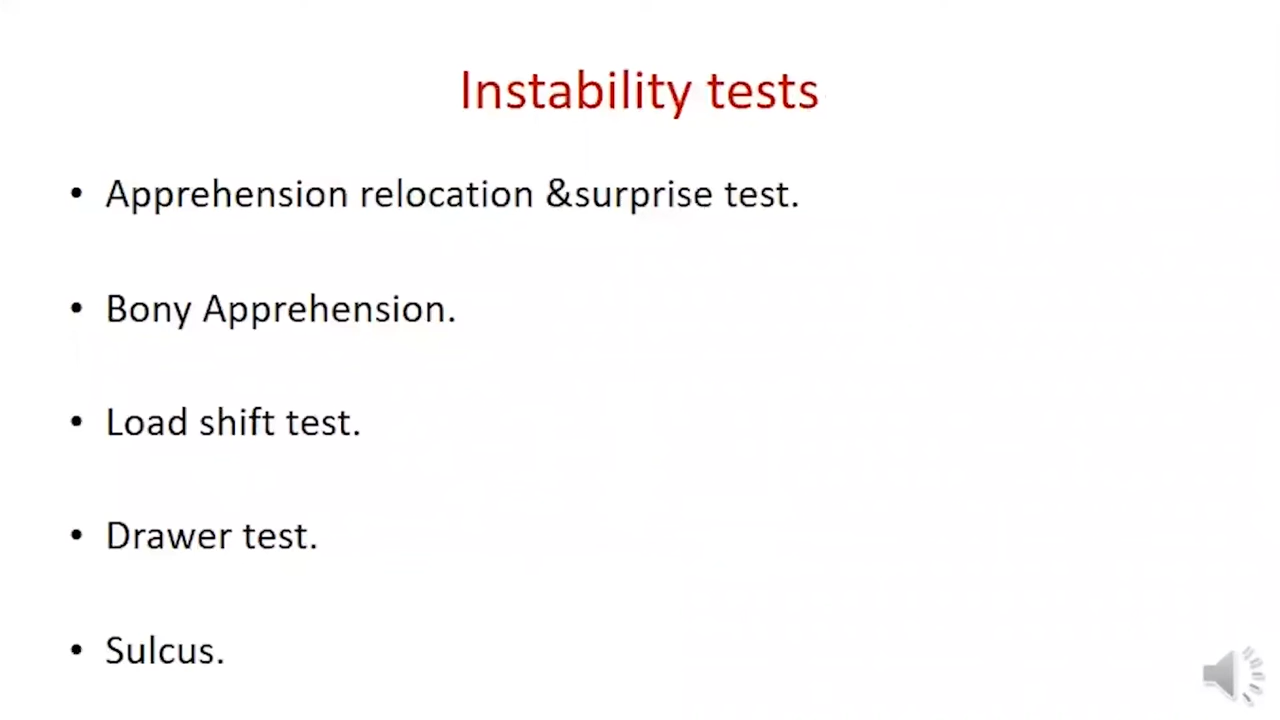 Instability tests
• Apprehension relocation &surprise test.
• Bony Apprehension.
• Load shift test.
• Drawer test.
• Sulcus.